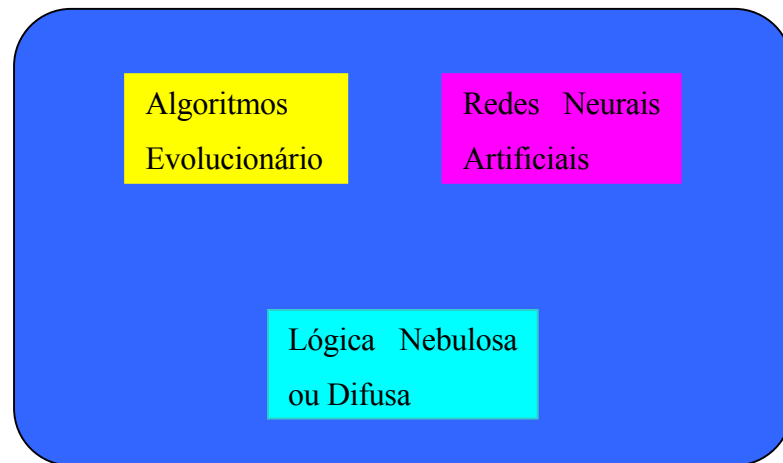 Algoritmos
Evolucionário
Redes Neurais
Artificiais
Lógica Nebulosa
ou Difusa